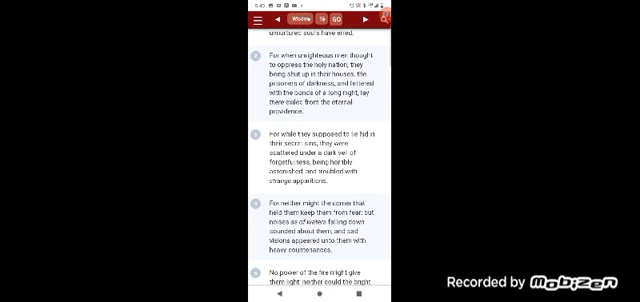 5:40
Wisdom GO
unnurtured souls have erred.
2
For when unrighteous men thought
to oppress the holy nation, they
being shut up in their houses, the
prisoners of darkness, and fettered
with the bonds of a long night, lay
there exiled from the eternal
providence.
3
For while they supposed to lie hid in
their secret sins, they were
scattered under a dark veil of
forgetfulness, being horribly
astonished and troubled with
strange apparitions.
4
For neither might the corner that
held them keep them from fear: but
noises as of waters falling down
sounded about them, and sad
visions appeared unto them with
heavy countenances.
5
No power of the fire might give
them light: neither could the bright
Recorded by mobizen